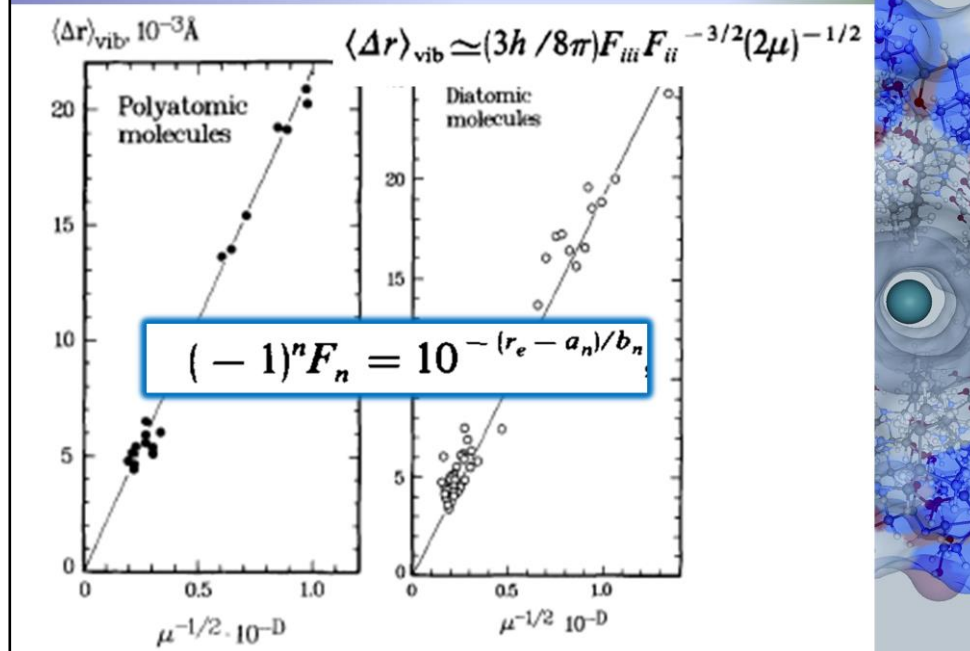 ⟨Δr⟩vib, 10⁻³Å
⟨Δr⟩vib ≃ (3h /8π)Fiii Fii ^−3/2 (2μ)^−1/2
Polyatomic
molecules
Diatomic
molecules
20
15
10
5
0
20
15
5
0
(− 1)ⁿFₙ = 10^−(rₑ − aₙ)/bₙ,
0 0.5 1.0
0 0.5 1.0
μ⁻¹/² · 10⁻ᴰ
μ⁻¹/² 10⁻ᴰ